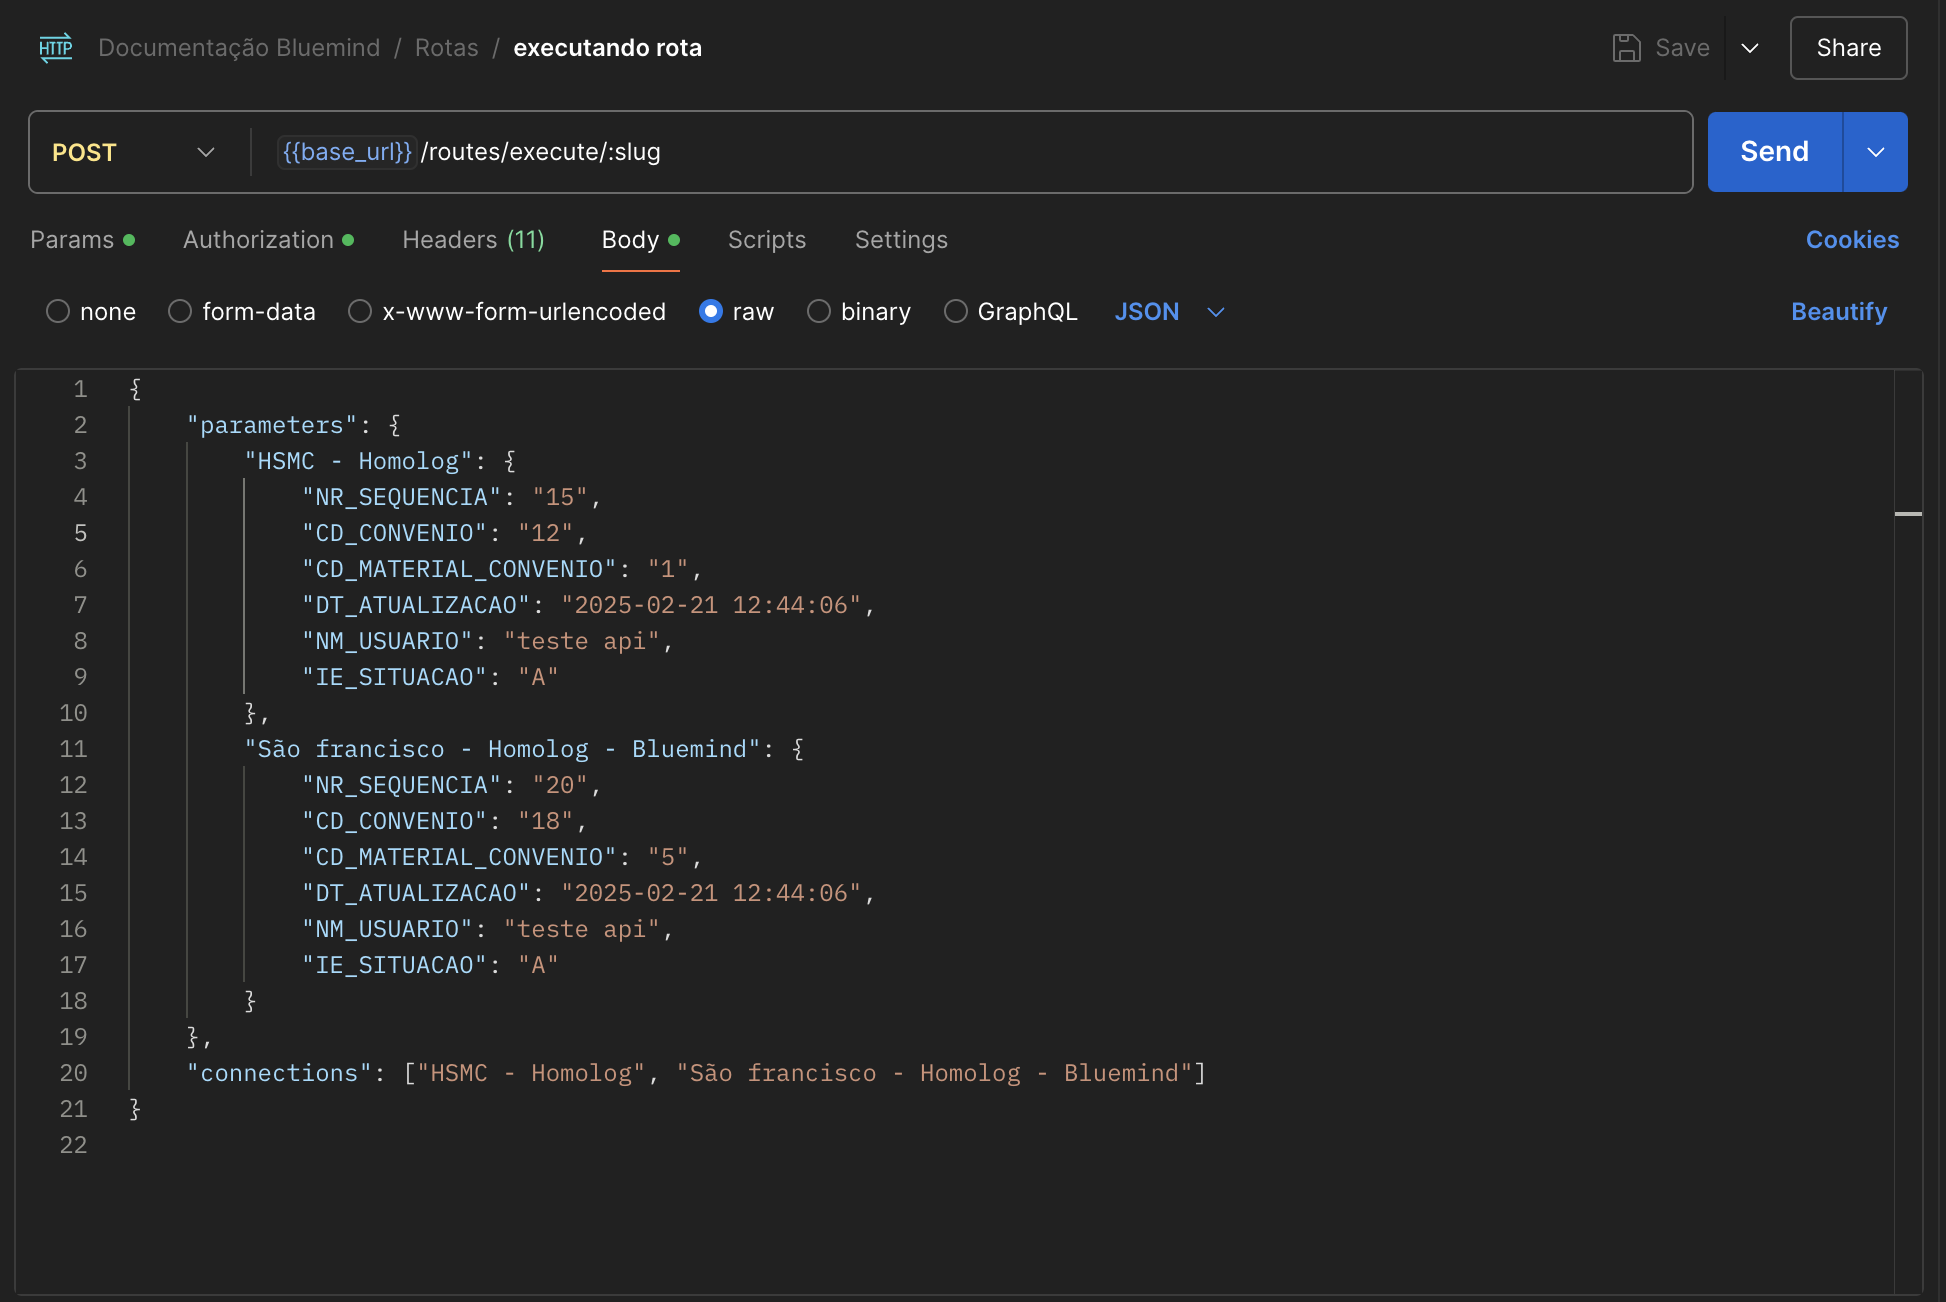 HTTP Documentação Bluemind / Rotas / executando rota Save Share
POST {{base_url}}/routes/execute/:slug Send
Params Authorization Headers (11) Body Scripts Settings Cookies
none form-data x-www-form-urlencoded raw binary GraphQL JSON Beautify
1 {
2 "parameters": {
3 "HSMC - Homolog": {
4 "NR_SEQUENCIA": "15",
5 "CD_CONVENIO": "12",
6 "CD_MATERIAL_CONVENIO": "1",
7 "DT_ATUALIZACAO": "2025-02-21 12:44:06",
8 "NM_USUARIO": "teste api",
9 "IE_SITUACAO": "A"
10 },
11 "São francisco - Homolog - Bluemind": {
12 "NR_SEQUENCIA": "20",
13 "CD_CONVENIO": "18",
14 "CD_MATERIAL_CONVENIO": "5",
15 "DT_ATUALIZACAO": "2025-02-21 12:44:06",
16 "NM_USUARIO": "teste api",
17 "IE_SITUACAO": "A"
18 }
19 },
20 "connections": ["HSMC - Homolog", "São francisco - Homolog - Bluemind"]
21 }
22